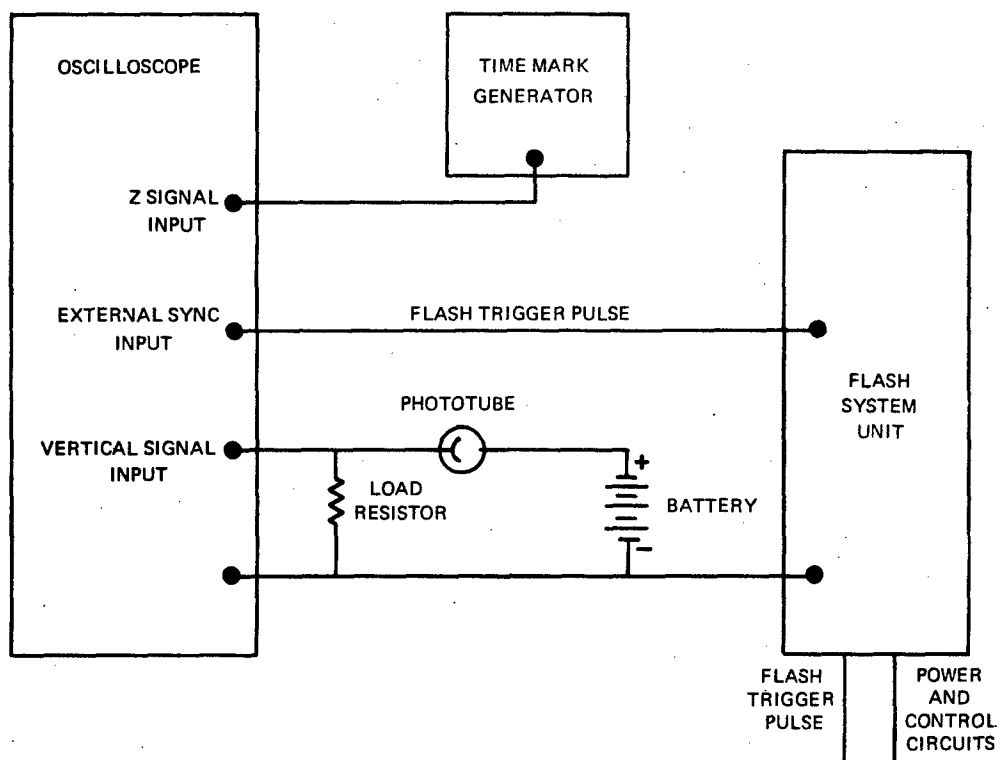 OSCILLOSCOPE
TIME MARK
GENERATOR
Z SIGNAL
INPUT
EXTERNAL SYNC
INPUT
FLASH TRIGGER PULSE
FLASH
SYSTEM
UNIT
PHOTOTUBE
VERTICAL SIGNAL
INPUT
LOAD
RESISTOR
+
BATTERY
−
FLASH
TRIGGER
PULSE
POWER
AND
CONTROL
CIRCUITS